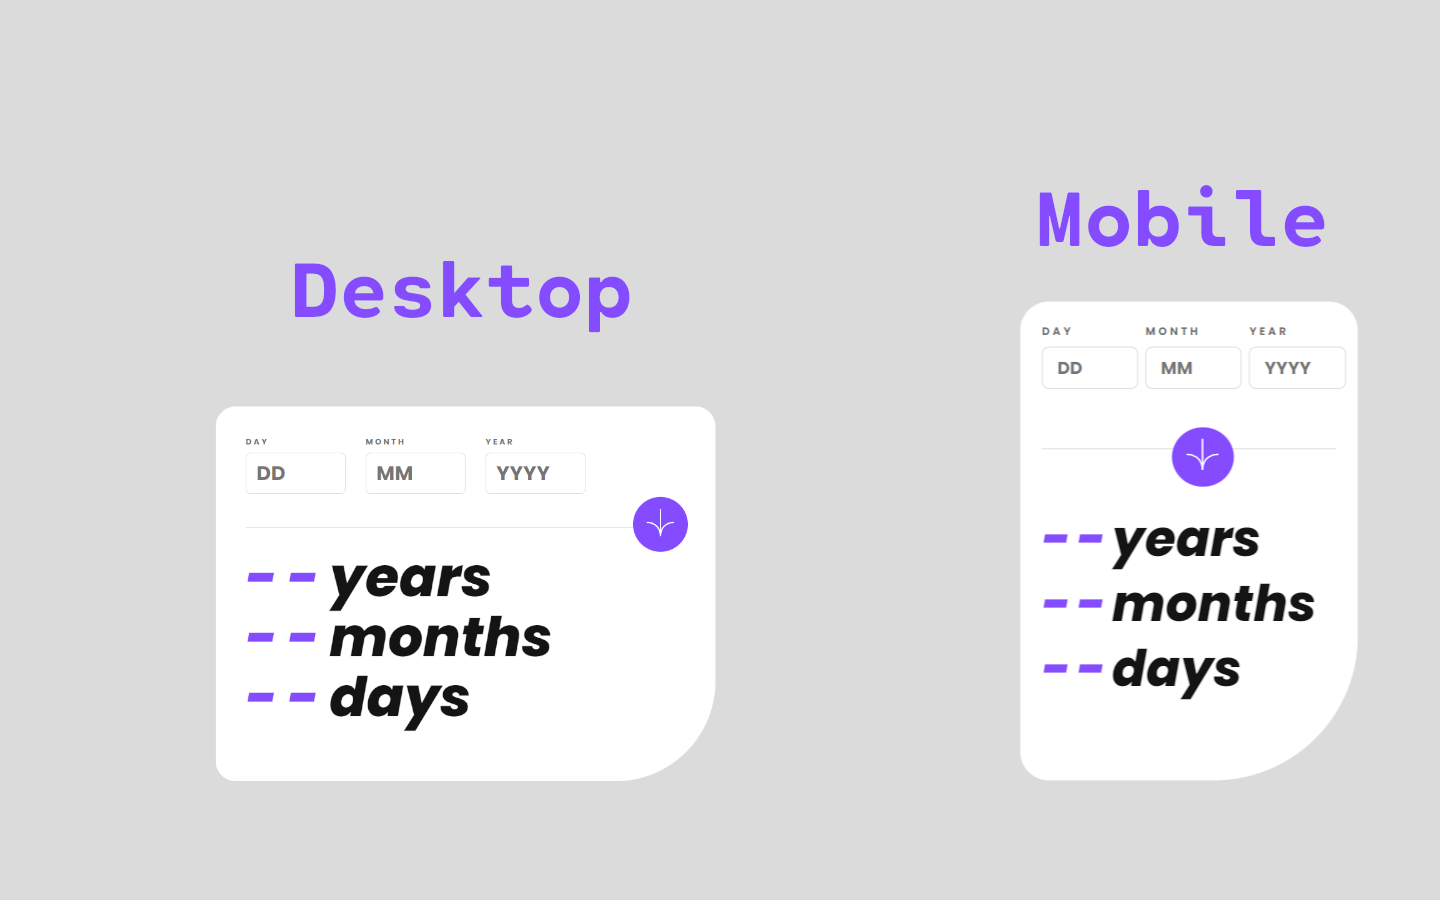 Desktop
DAY MONTH YEAR
DD MM YYYY
-- years
-- months
-- days
Mobile
DAY MONTH YEAR
DD MM YYYY
-- years
-- months
-- days